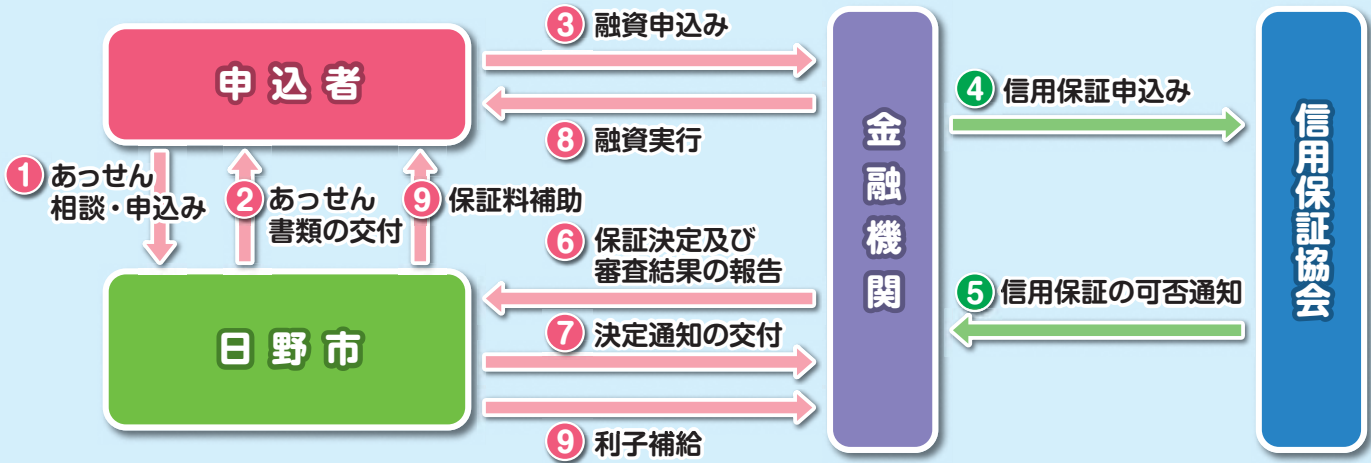 ③ 融資申込み
申込者
④ 信用保証申込み
⑧ 融資実行
① あっせん
相談・申込み
② あっせん
書類の交付
⑨ 保証料補助
⑥ 保証決定及び
審査結果の報告
金融機関
⑤ 信用保証の可否通知
信用保証協会
日野市
⑦ 決定通知の交付
⑨ 利子補給